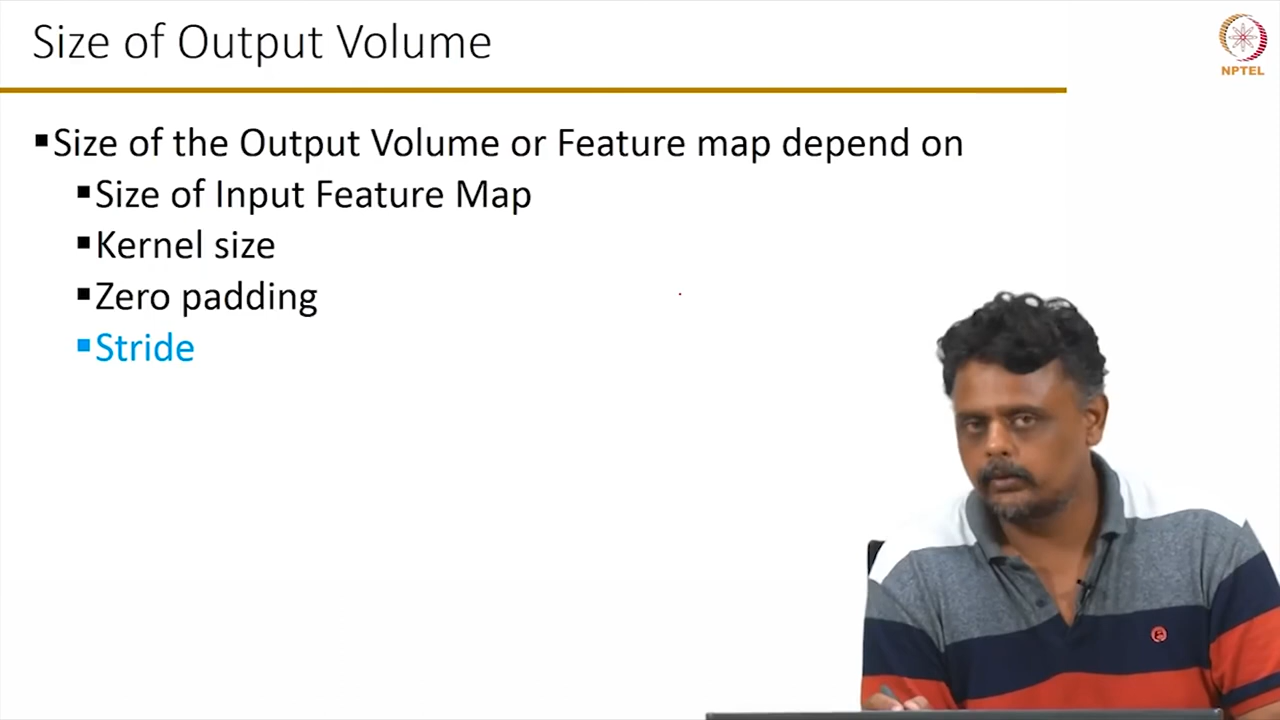 Size of Output Volume
NPTEL
▪Size of the Output Volume or Feature map depend on
▪Size of Input Feature Map
▪Kernel size
▪Zero padding
▪Stride